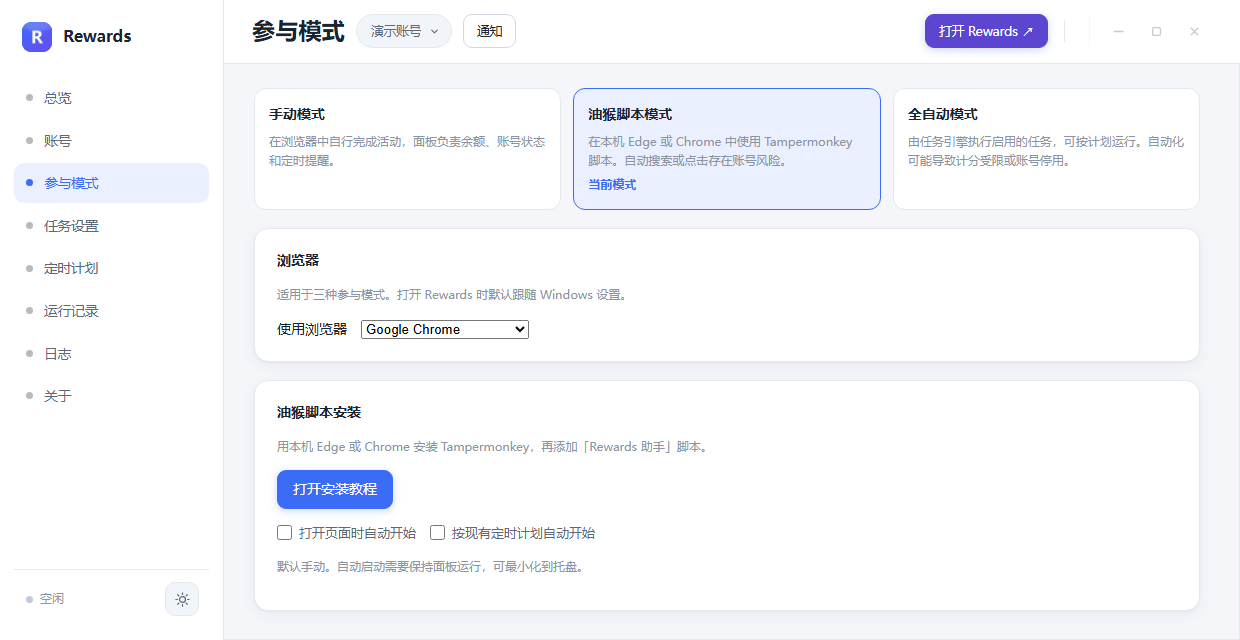 R Rewards
总览
账号
参与模式
任务设置
定时计划
运行记录
日志
关于
空闲
参与模式 演示账号 通知 打开 Rewards ↗
手动模式
在浏览器中自行完成活动，面板负责余额、账号状态
和定时提醒。
油猴脚本模式
在本机 Edge 或 Chrome 中使用 Tampermonkey
脚本。自动搜索或点击存在账号风险。
当前模式
全自动模式
由任务引擎执行启用的任务，可按计划运行。自动化
可能导致计分受限或账号停用。
浏览器
适用于三种参与模式。打开 Rewards 时默认跟随 Windows 设置。
使用浏览器 Google Chrome
油猴脚本安装
用本机 Edge 或 Chrome 安装 Tampermonkey，再添加「Rewards 助手」脚本。
打开安装教程
打开页面时自动开始 按现有定时计划自动开始
默认手动。自动启动需要保持面板运行，可最小化到托盘。